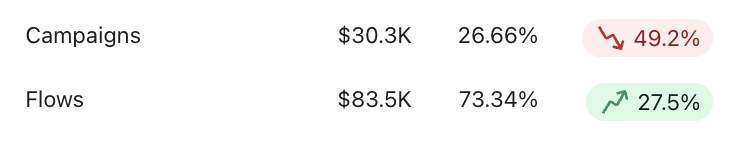 Campaigns $30.3K 26.66% 49.2%
Flows $83.5K 73.34% 27.5%